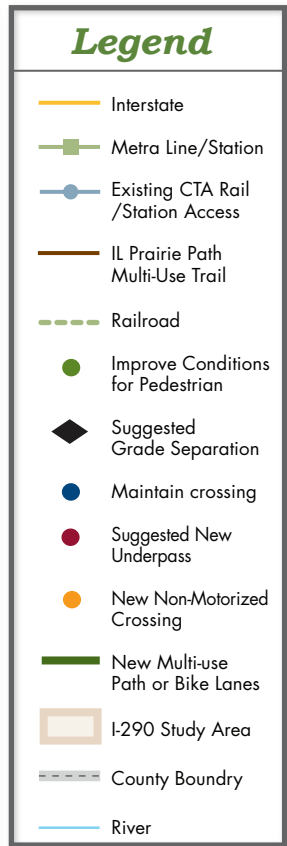 Legend
Interstate
Metra Line/Station
Existing CTA Rail
/Station Access
IL Prairie Path
Multi-Use Trail
Railroad
Improve Conditions
for Pedestrian
Suggested
Grade Separation
Maintain crossing
Suggested New
Underpass
New Non-Motorized
Crossing
New Multi-use
Path or Bike Lanes
I-290 Study Area
County Boundry
River